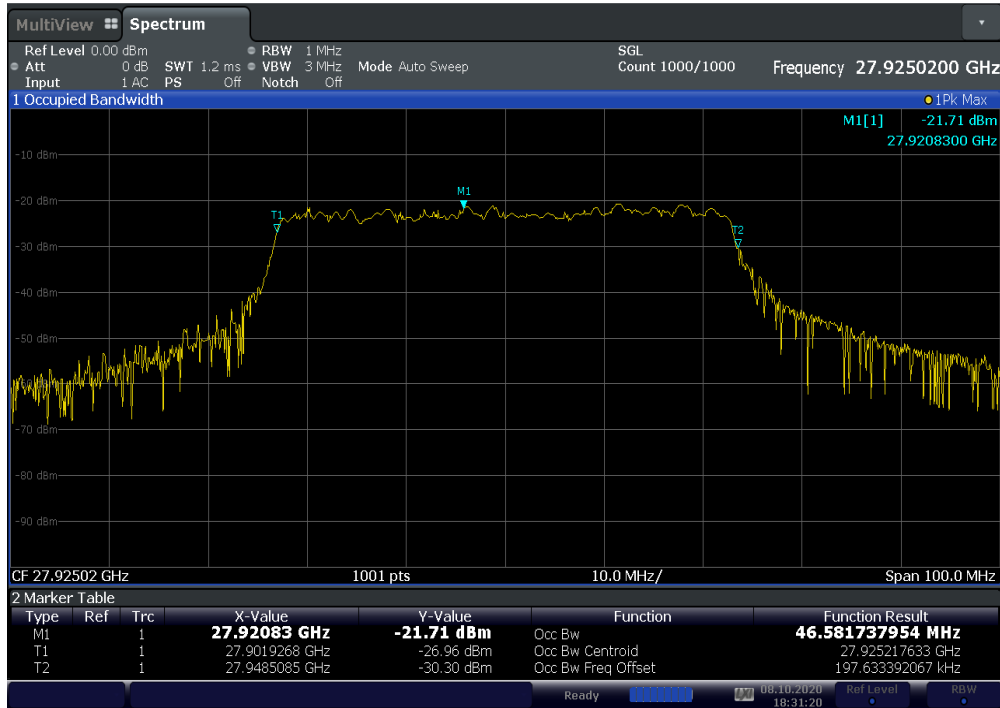 MultiView Spectrum
Ref Level 0.00 dBm RBW 1 MHz SGL
Att 0 dB SWT 1.2 ms VBW 3 MHz Mode Auto Sweep Count 1000/1000 Frequency 27.9250200 GHz
Input 1 AC PS Off Notch Off
1 Occupied Bandwidth 1Pk Max
M1[1] -21.71 dBm
27.9208300 GHz
-10 dBm
M1
-20 dBm
T1
T2
-30 dBm
-40 dBm
-50 dBm
-70 dBm
-80 dBm
-90 dBm
CF 27.92502 GHz 1001 pts 10.0 MHz/ Span 100.0 MHz
2 Marker Table
Type Ref Trc X-Value Y-Value Function Function Result
M1 1 27.92083 GHz -21.71 dBm Occ Bw 46.581737954 MHz
T1 1 27.9019268 GHz -26.96 dBm Occ Bw Centroid 27.925217633 GHz
T2 1 27.9485085 GHz -30.30 dBm Occ Bw Freq Offset 197.633392067 kHz
Ready 08.10.2020 Ref Level RBW
18:31:20